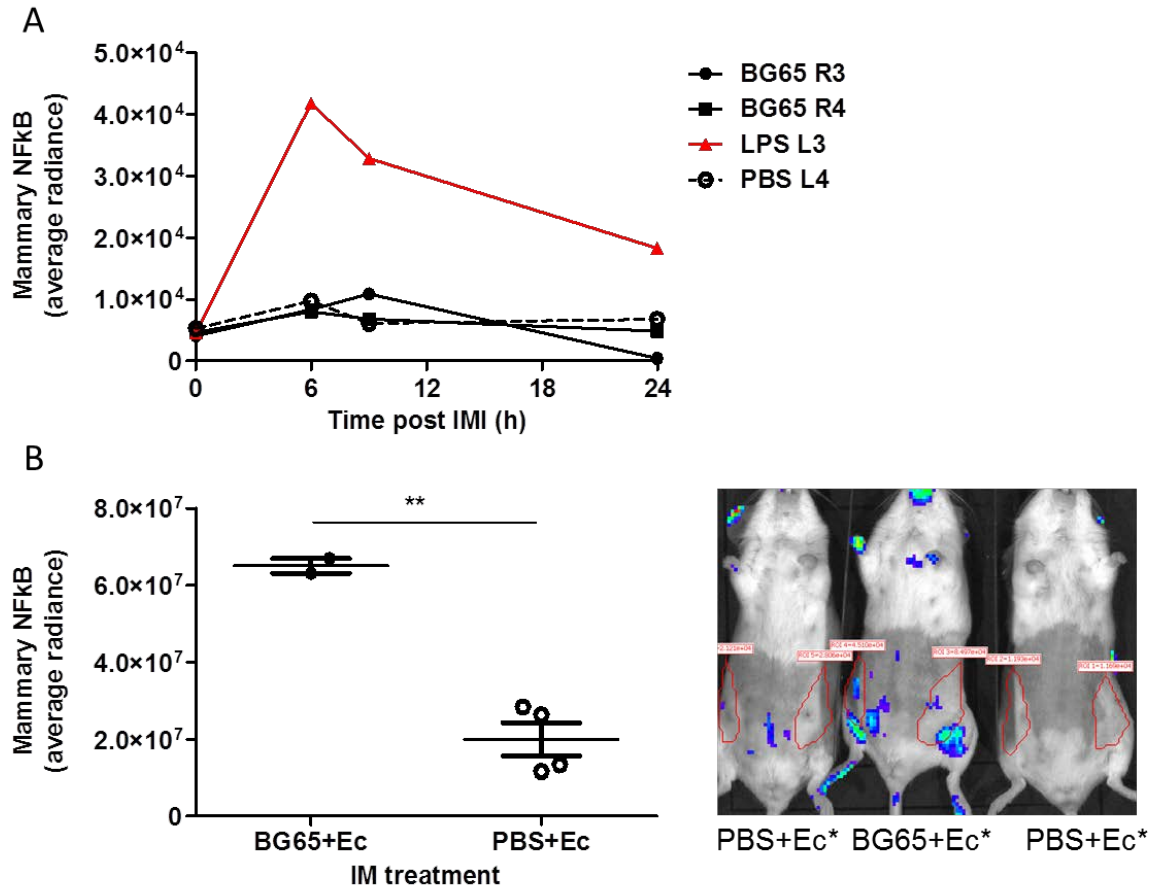 A
5.0×10⁴
4.0×10⁴
3.0×10⁴
2.0×10⁴
1.0×10⁴
0
Mammary NFkB
(average radiance)
0 6 12 18 24
Time post IMI (h)
BG65 R3
BG65 R4
LPS L3
PBS L4
B
8.0×10⁷
6.0×10⁷
4.0×10⁷
2.0×10⁷
0
Mammary NFkB
(average radiance)
**
BG65+Ec PBS+Ec
IM treatment
PBS+Ec* BG65+Ec* PBS+Ec*